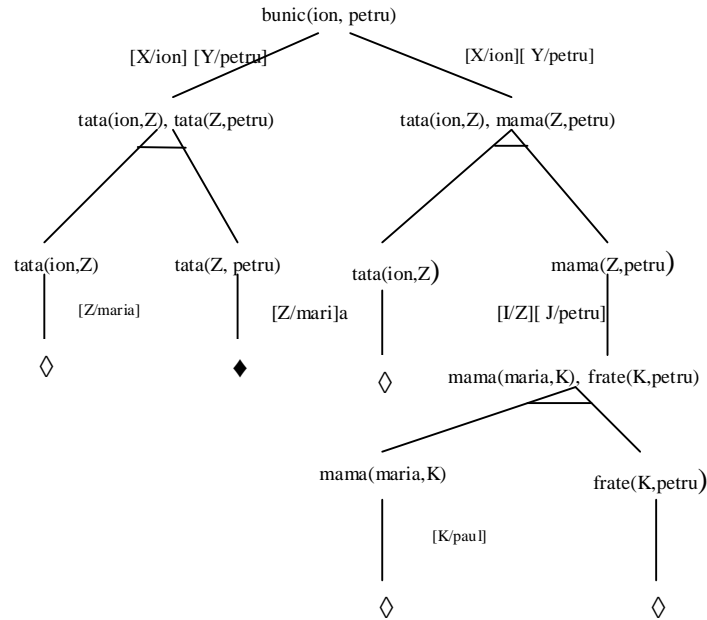 bunic(ion, petru)
[X/ion] [Y/petru]
[X/ion][ Y/petru]
tata(ion,Z), tata(Z,petru)
tata(ion,Z), mama(Z,petru)
tata(ion,Z)
tata(Z, petru)
tata(ion,Z)
mama(Z,petru)
[Z/maria]
[Z/mari]a
[I/Z][ J/petru]
mama(maria,K), frate(K,petru)
mama(maria,K)
frate(K,petru)
[K/paul]